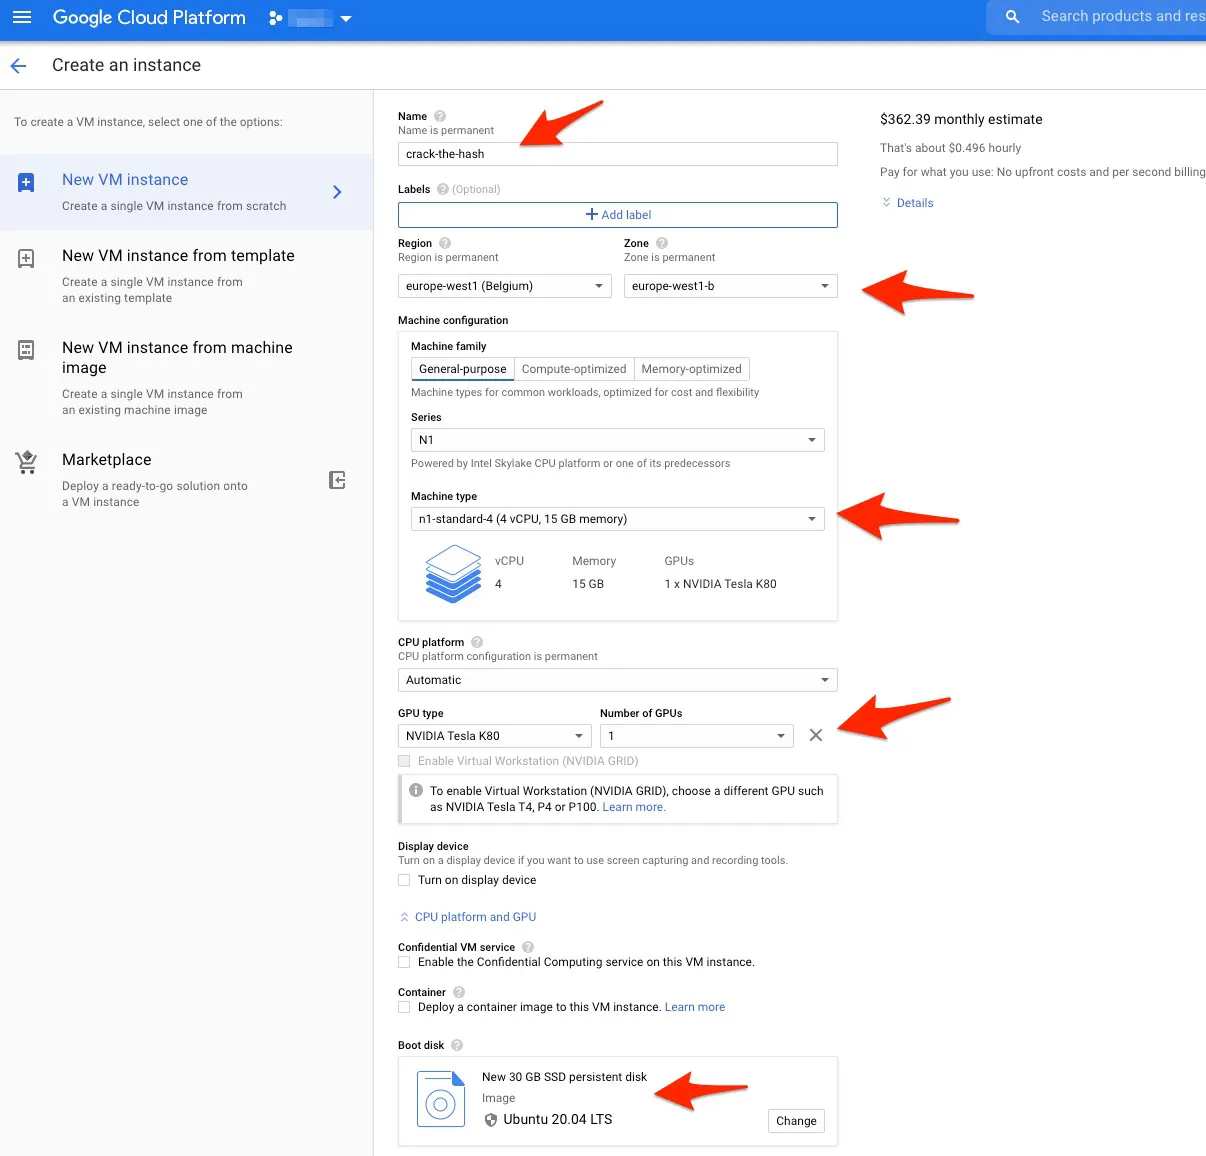 Google Cloud Platform
Search products and res
Create an instance
To create a VM instance, select one of the options:
New VM instance
Create a single VM instance from scratch
New VM instance from template
Create a single VM instance from
an existing template
New VM instance from machine
image
Create a single VM instance from
an existing machine image
Marketplace
Deploy a ready-to-go solution onto
a VM instance
Name
Name is permanent
crack-the-hash
Labels (Optional)
Add label
Region
Region is permanent
europe-west1 (Belgium)
Zone
Zone is permanent
europe-west1-b
Machine configuration
Machine family
General-purpose
Compute-optimized
Memory-optimized
Machine types for common workloads, optimized for cost and flexibility
Series
N1
Powered by Intel Skylake CPU platform or one of its predecessors
Machine type
n1-standard-4 (4 vCPU, 15 GB memory)
vCPU
4
Memory
15 GB
GPUs
1 x NVIDIA Tesla K80
CPU platform
CPU platform configuration is permanent
Automatic
GPU type
NVIDIA Tesla K80
Number of GPUs
1
Enable Virtual Workstation (NVIDIA GRID)
To enable Virtual Workstation (NVIDIA GRID), choose a different GPU such
as NVIDIA Tesla T4, P4 or P100. Learn more.
Display device
Turn on a display device if you want to use screen capturing and recording tools.
Turn on display device
CPU platform and GPU
Confidential VM service
Enable the Confidential Computing service on this VM instance.
Container
Deploy a container image to this VM instance. Learn more
Boot disk
New 30 GB SSD persistent disk
Image
Ubuntu 20.04 LTS
Change
$362.39 monthly estimate
That's about $0.496 hourly
Pay for what you use: No upfront costs and per second billing
Details